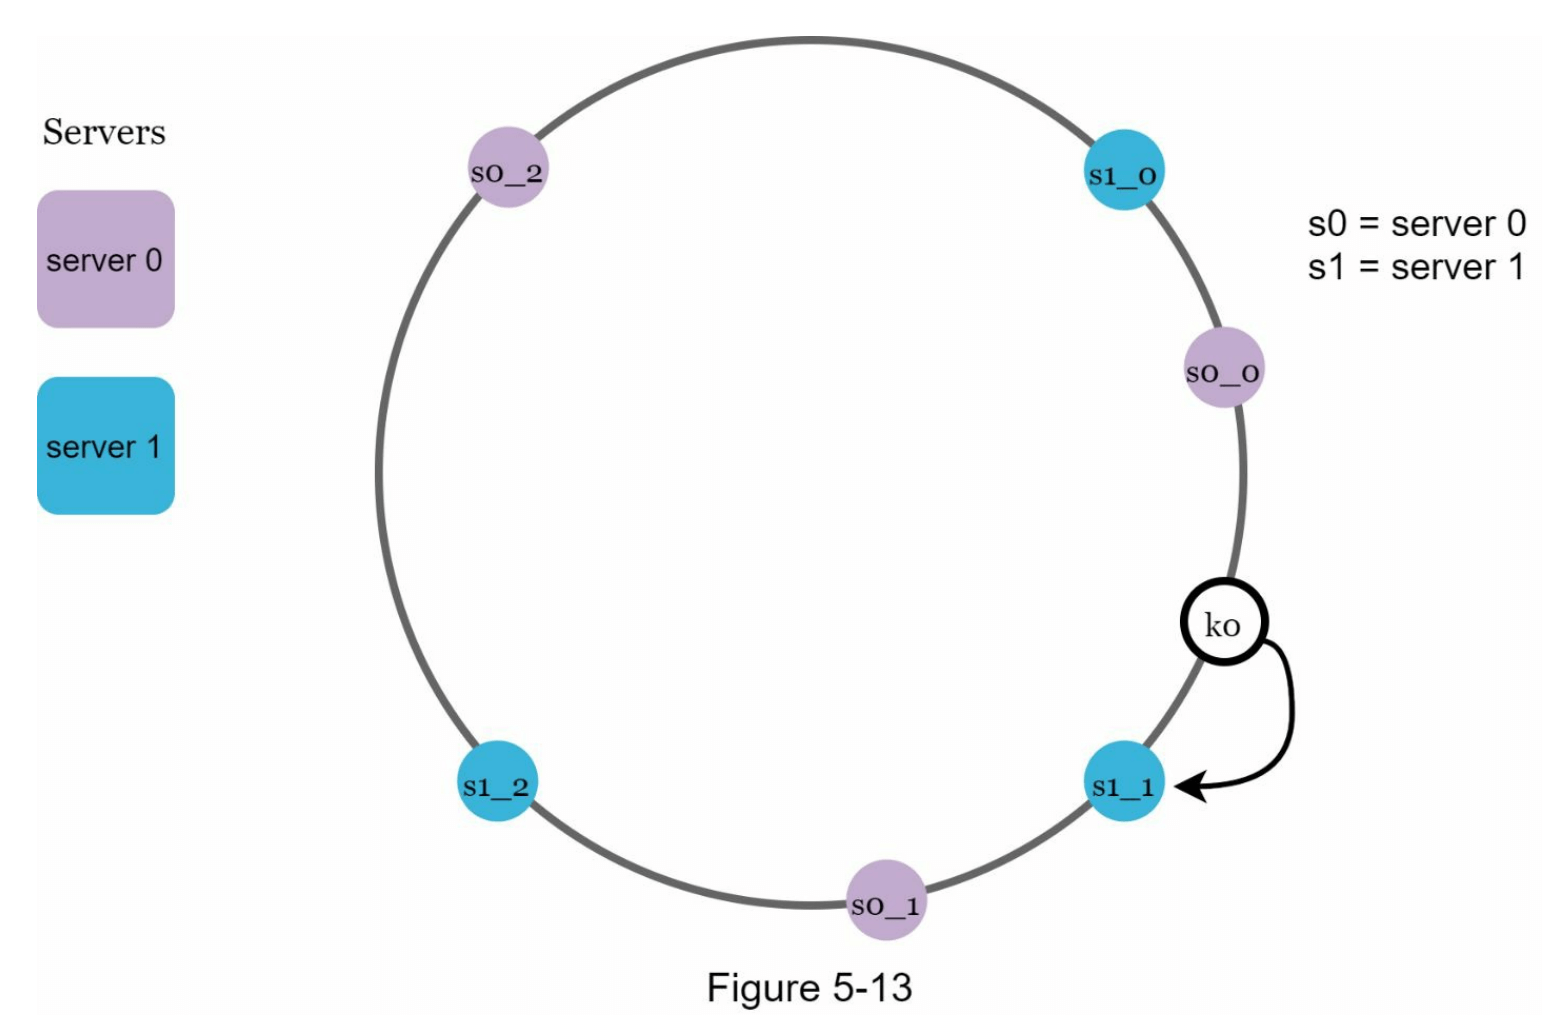 Servers
server 0
server 1
s0_2
s1_0
s0_0
s0 = server 0
s1 = server 1
k0
s1_1
s1_2
s0_1
Figure 5-13